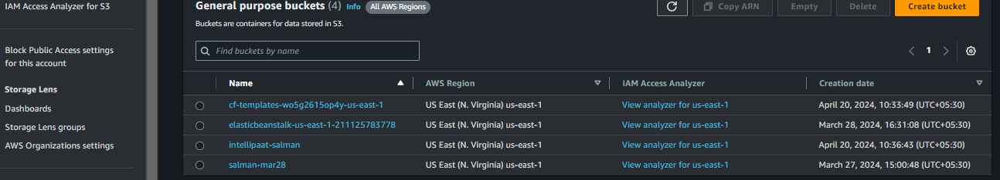 IAM Access Analyzer for S3
Block Public Access settings
for this account
Storage Lens
Dashboards
Storage Lens groups
AWS Organizations settings
General purpose buckets (4) Info All AWS Regions
Copy ARN Empty Delete Create bucket
Buckets are containers for data stored in S3.
Find buckets by name
1
Name AWS Region IAM Access Analyzer Creation date
cf-templates-wo5g2615op4y-us-east-1 US East (N. Virginia) us-east-1 View analyzer for us-east-1 April 20, 2024, 10:33:49 (UTC+05:30)
elasticbeanstalk-us-east-1-211125783778 US East (N. Virginia) us-east-1 View analyzer for us-east-1 March 28, 2024, 16:31:08 (UTC+05:30)
intellipaat-salman US East (N. Virginia) us-east-1 View analyzer for us-east-1 April 20, 2024, 10:36:43 (UTC+05:30)
salman-mar28 US East (N. Virginia) us-east-1 View analyzer for us-east-1 March 27, 2024, 15:00:48 (UTC+05:30)